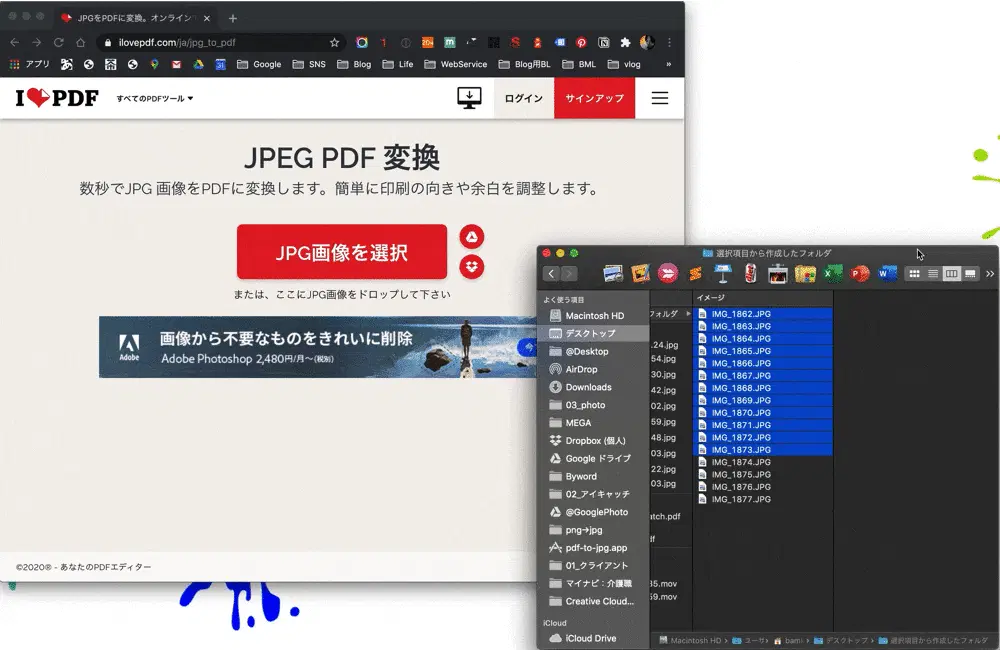 JPGをPDFに変換。オンライン
ilovepdf.com/ja/jpg_to_pdf
アプリ
Google
SNS
Blog
Life
WebService
Blog用BL
BML
vlog
I PDF
すべてのPDFツール
ログイン
サインアップ
JPEG PDF 変換
数秒でJPG 画像をPDFに変換します。簡単に印刷の向きや余白を調整します。
JPG画像を選択
または、ここにJPG画像をドロップして下さい
Adobe
画像から不要なものをきれいに削除
Adobe Photoshop 2,480円/月~(税別)
©2020® - あなたのPDFエディター
選択項目から作成したフォルダ
よく使う項目
Macintosh HD
デスクトップ
@Desktop
AirDrop
Downloads
03_photo
MEGA
Dropbox (個人)
Google ドライブ
Byword
02_アイキャッチ
@GooglePhoto
png→jpg
pdf-to-jpg.app
01_クライアント
マイナビ：介護職
Creative Cloud...
iCloud
iCloud Drive
フォルダ
.24.jpg
54.jpg
30.jpg
42.jpg
02.jpg
59.jpg
48.jpg
03.jpg
22.jpg
03.jpg
atch.pdf
df
35.mov
59.mov
イメージ
IMG_1862.JPG
IMG_1863.JPG
IMG_1864.JPG
IMG_1865.JPG
IMG_1866.JPG
IMG_1867.JPG
IMG_1868.JPG
IMG_1869.JPG
IMG_1870.JPG
IMG_1871.JPG
IMG_1872.JPG
IMG_1873.JPG
IMG_1874.JPG
IMG_1875.JPG
IMG_1876.JPG
IMG_1877.JPG
Macintosh HD › ユーザ › bami › デスクトップ › 選択項目から作成したフォルダ